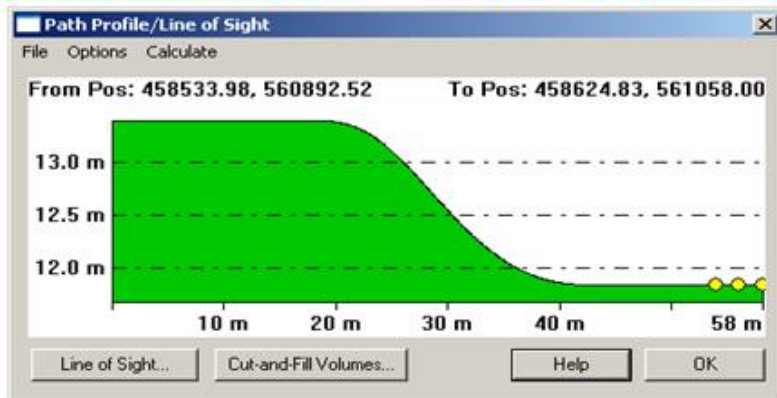 Path Profile/Line of Sight
File Options Calculate
From Pos: 458533.98, 560892.52 To Pos: 458624.83, 561058.00
13.0 m
12.5 m
12.0 m
10 m 20 m 30 m 40 m 58 m
Line of Sight... Cut-and-Fill Volumes... Help OK